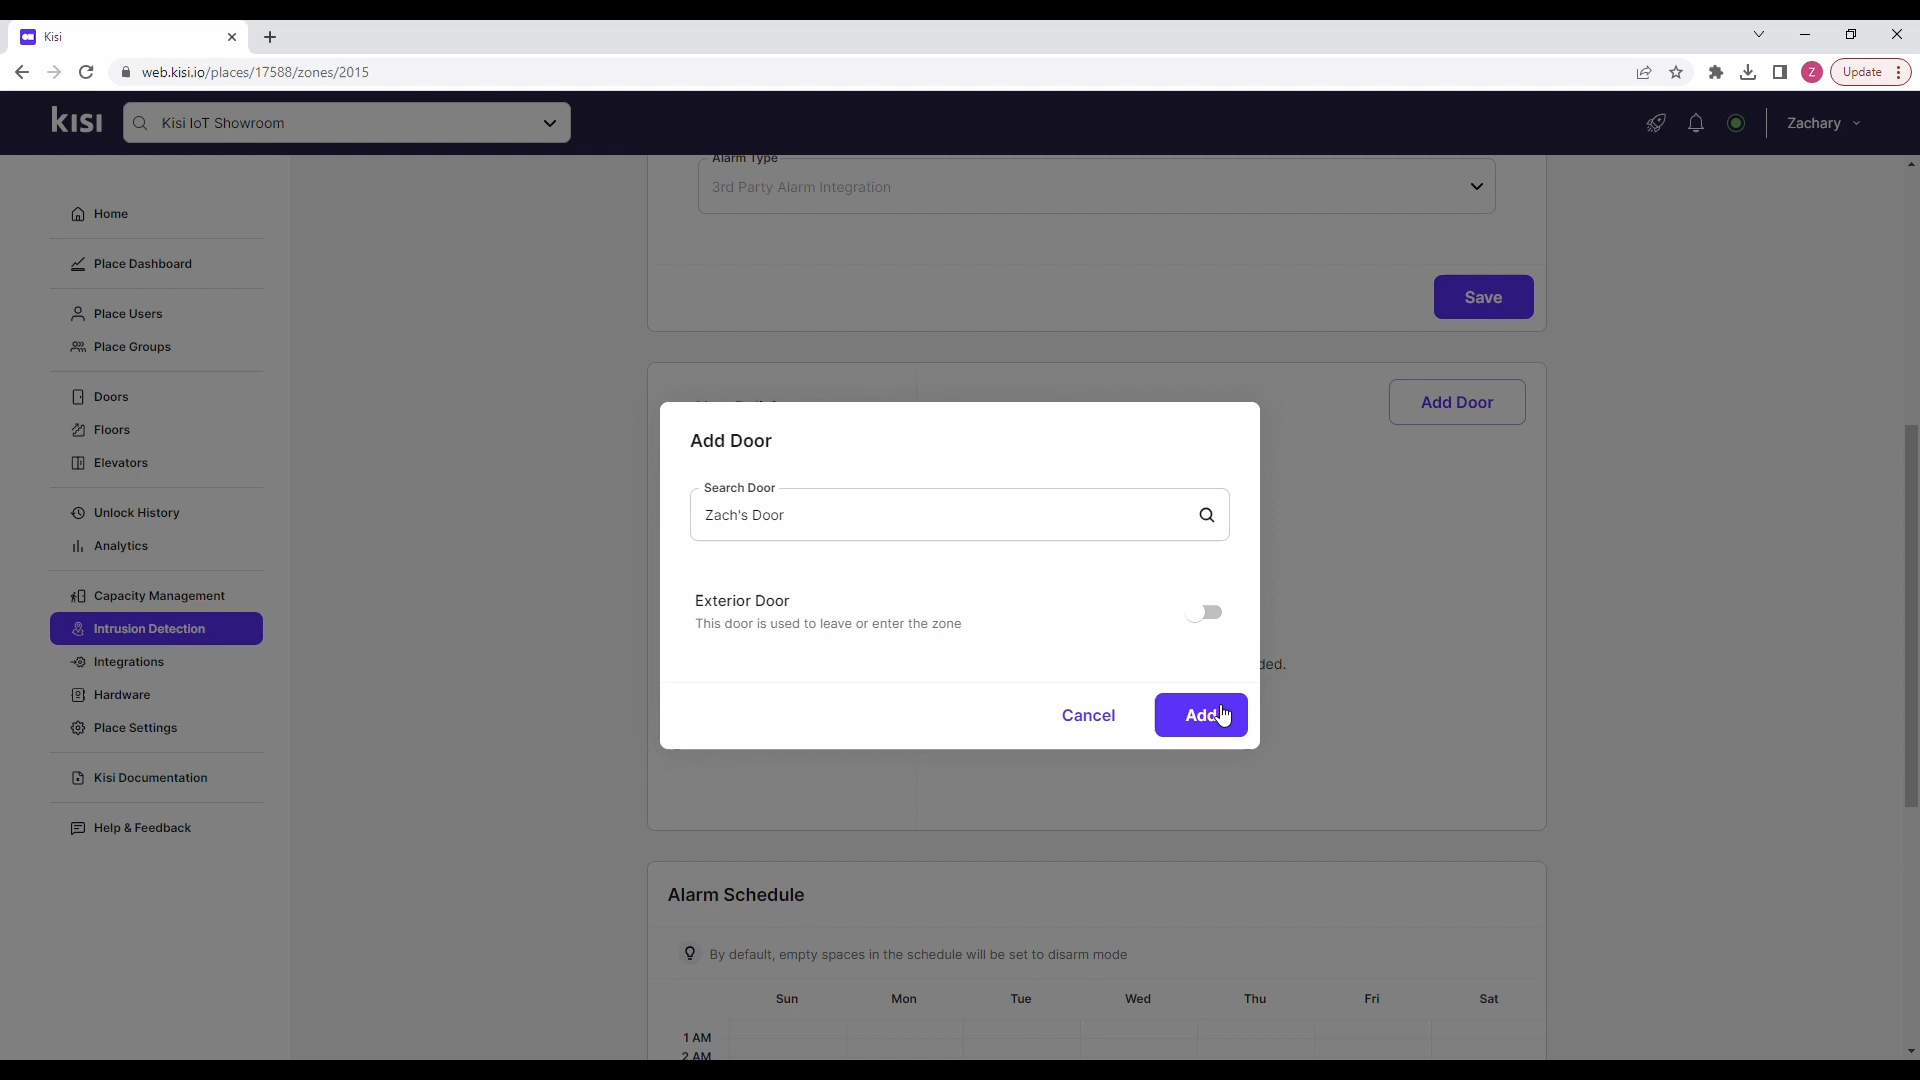 Kisi
web.kisi.io/places/17588/zones/2015
Z
Update
kisi
Kisi IoT Showroom
Zachary
Home
Place Dashboard
Place Users
Place Groups
Doors
Floors
Elevators
Unlock History
Analytics
Capacity Management
Intrusion Detection
Integrations
Hardware
Place Settings
Kisi Documentation
Help & Feedback
Alarm Type
3rd Party Alarm Integration
Save
Add Door
Add Door
Search Door
Zach's Door
Exterior Door
This door is used to leave or enter the zone
Cancel
Add
Alarm Schedule
By default, empty spaces in the schedule will be set to disarm mode
Sun Mon Tue Wed Thu Fri Sat
1 AM
2 AM